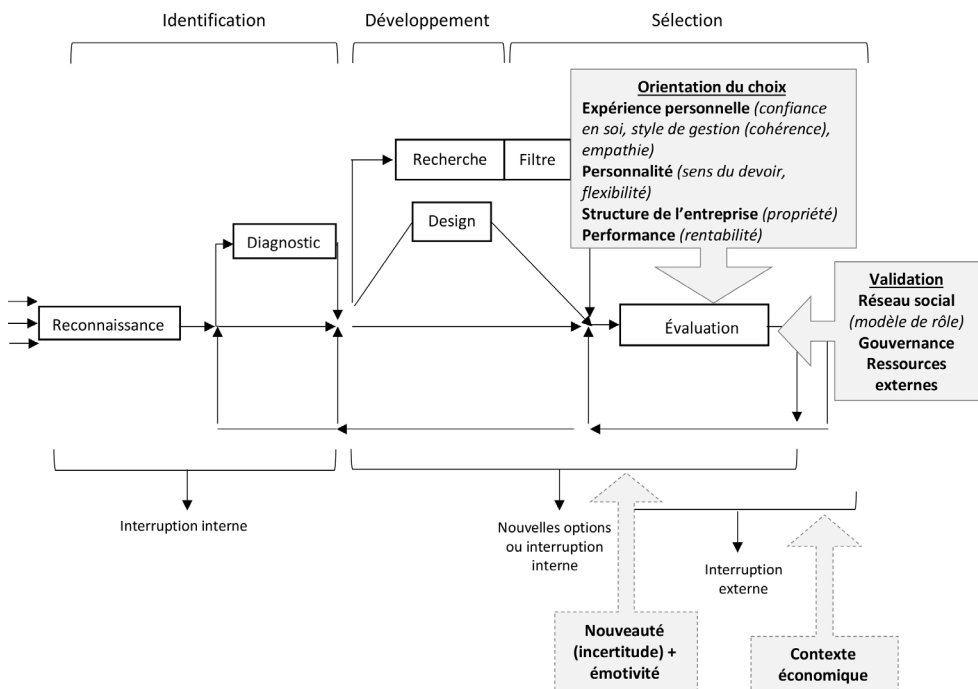 Identification
Développement
Sélection
Orientation du choix
Expérience personnelle (confiance
en soi, style de gestion (cohérence),
empathie)
Personnalité (sens du devoir,
flexibilité)
Structure de l'entreprise (propriété)
Performance (rentabilité)
Recherche
Filtre
Design
Diagnostic
Reconnaissance
Évaluation
Validation
Réseau social
(modèle de rôle)
Gouvernance
Ressources
externes
Interruption interne
Nouvelles options
ou interruption
interne
Interruption
externe
Nouveauté
(incertitude) +
émotivité
Contexte
économique